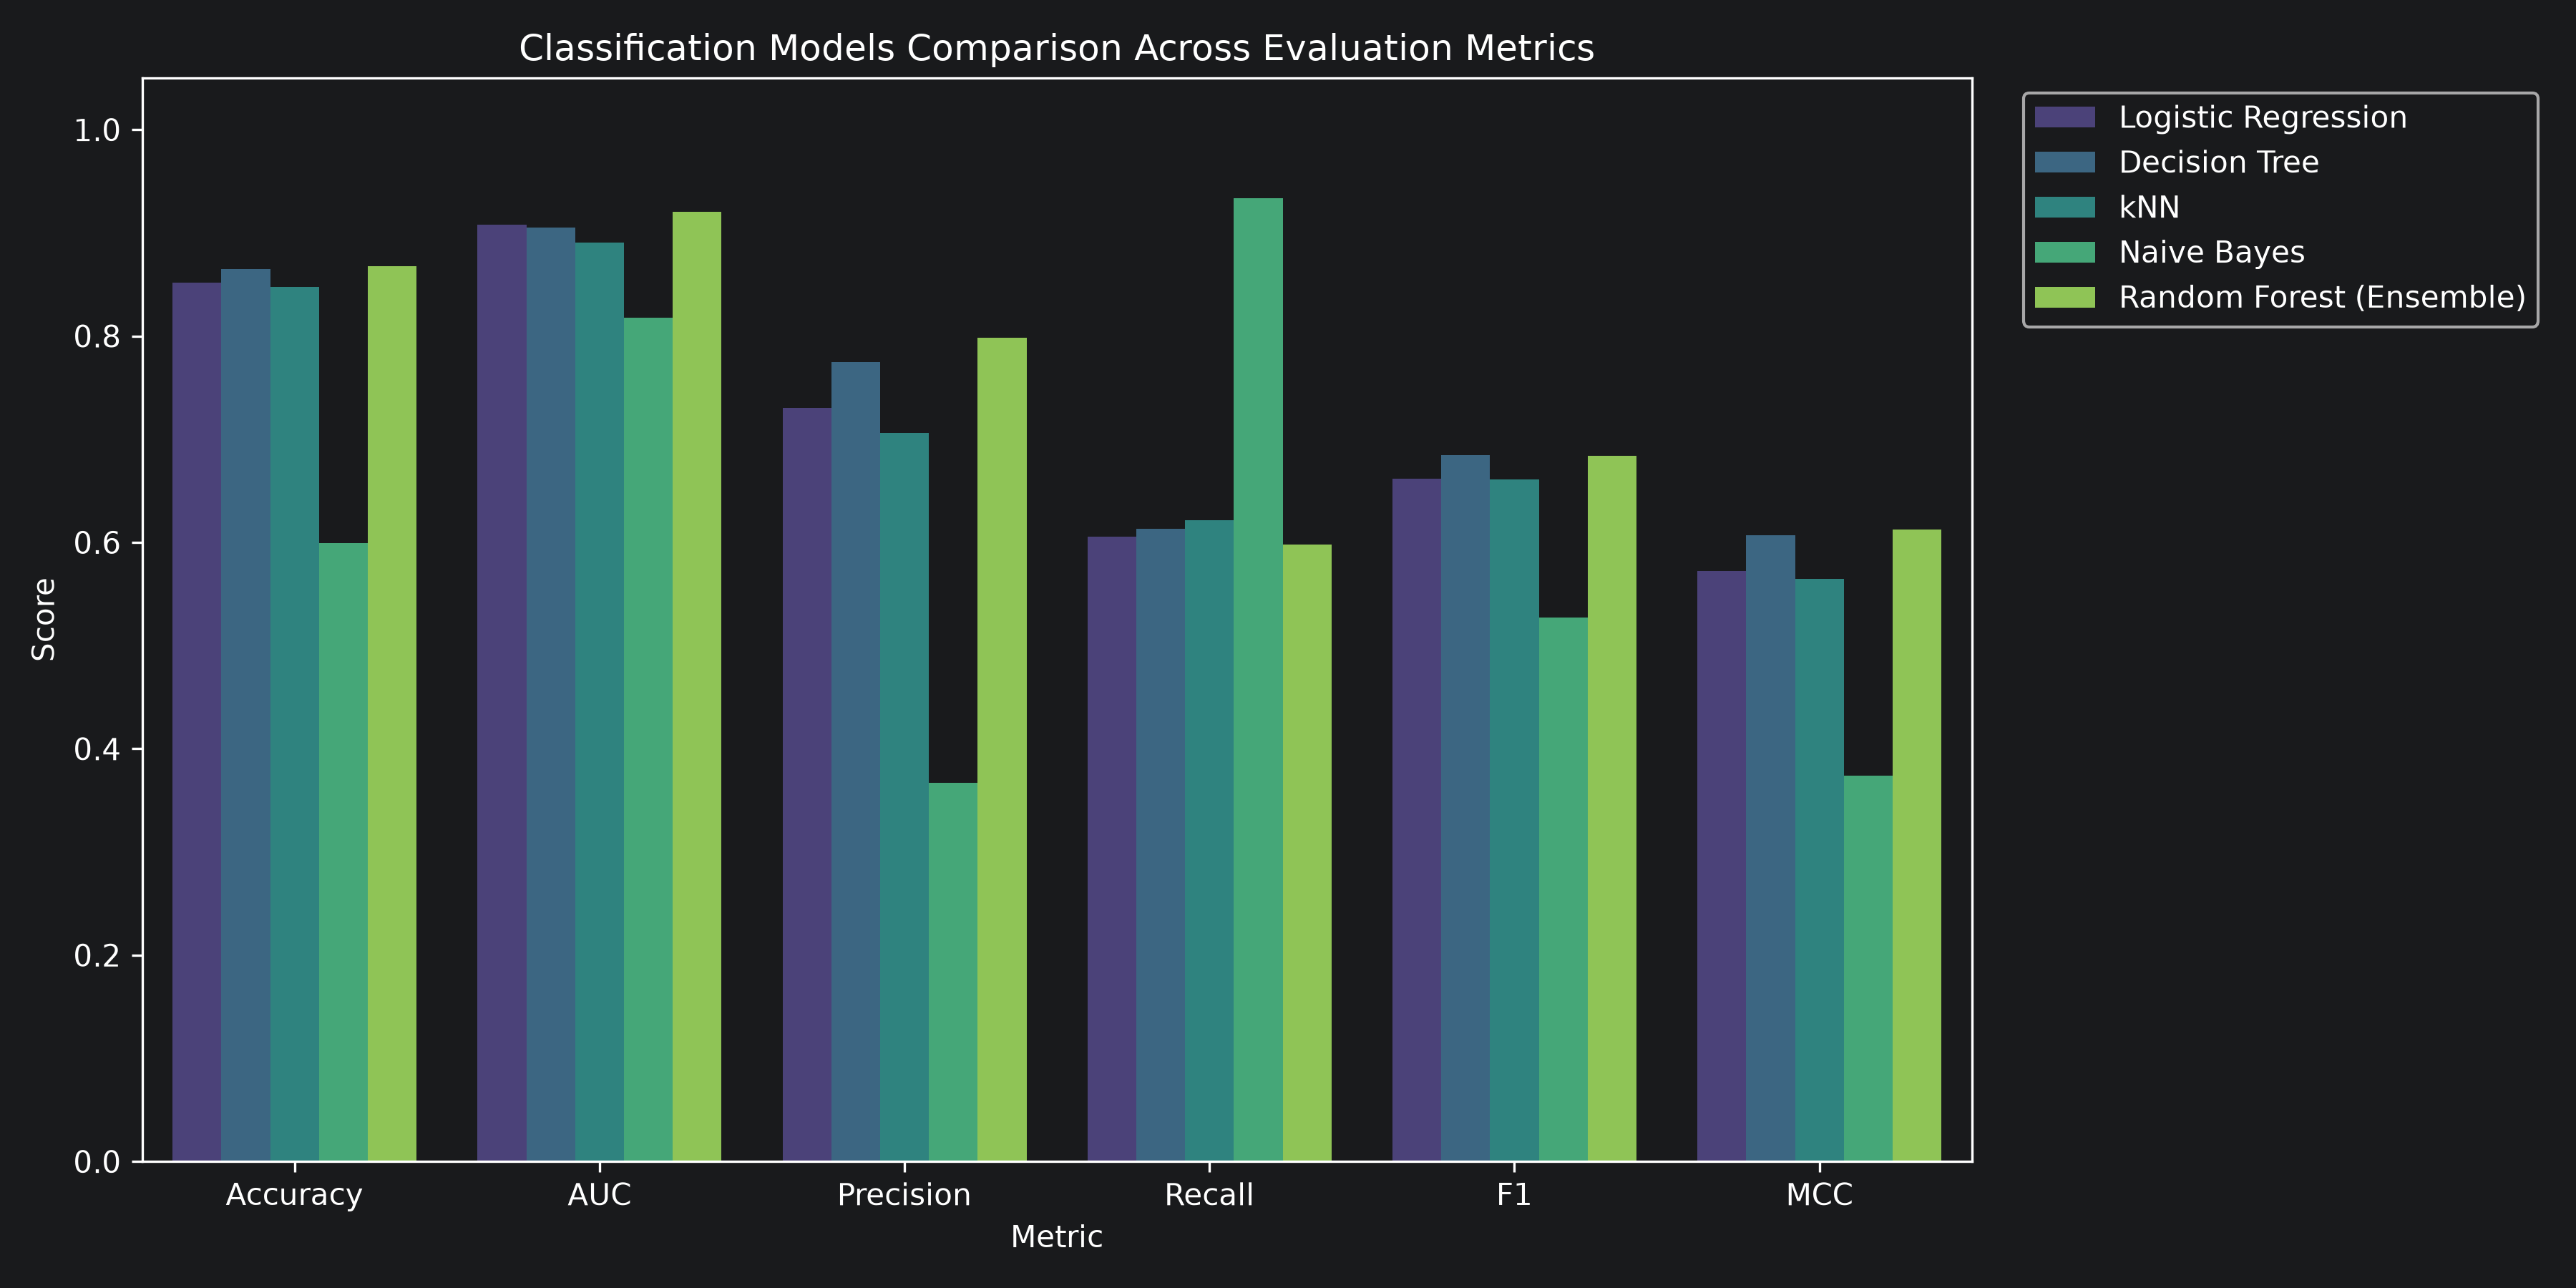 Classification Models Comparison Across Evaluation Metrics
1.0
0.8
0.6
0.4
0.2
0.0
Score
Accuracy AUC Precision Recall F1 MCC
Metric
Logistic Regression
Decision Tree
kNN
Naive Bayes
Random Forest (Ensemble)